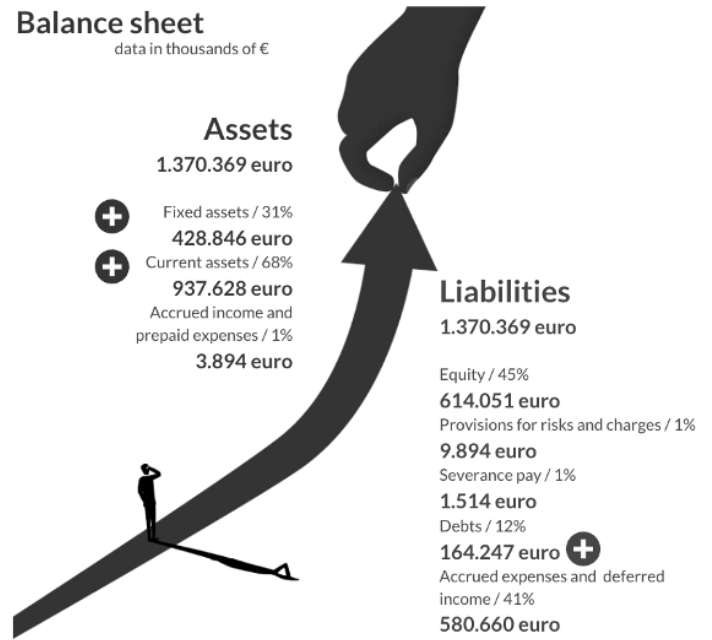 Balance sheet
data in thousands of €
Assets
1.370.369 euro
Fixed assets / 31%
428.846 euro
Current assets / 68%
937.628 euro
Accrued income and
prepaid expenses / 1%
3.894 euro
Liabilities
1.370.369 euro
Equity / 45%
614.051 euro
Provisions for risks and charges / 1%
9.894 euro
Severance pay / 1%
1.514 euro
Debts / 12%
164.247 euro
Accrued expenses and deferred
income / 41%
580.660 euro